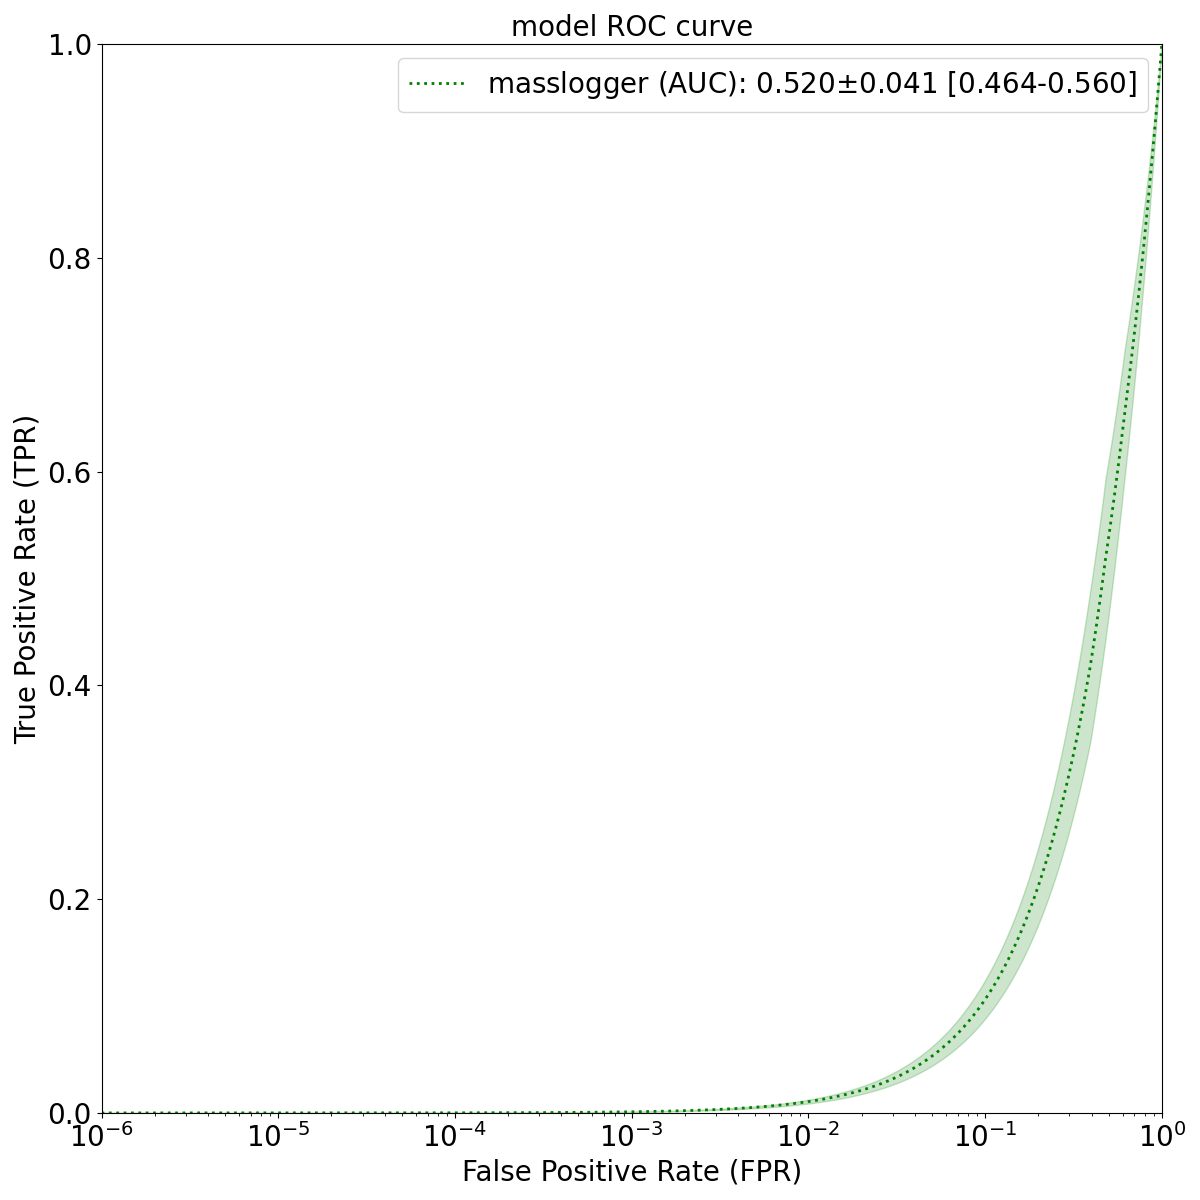 model ROC curve
masslogger (AUC): 0.520±0.041 [0.464-0.560]
1.0
0.8
0.6
0.4
0.2
0.0
True Positive Rate (TPR)
10⁻⁶ 10⁻⁵ 10⁻⁴ 10⁻³ 10⁻² 10⁻¹ 10⁰
False Positive Rate (FPR)